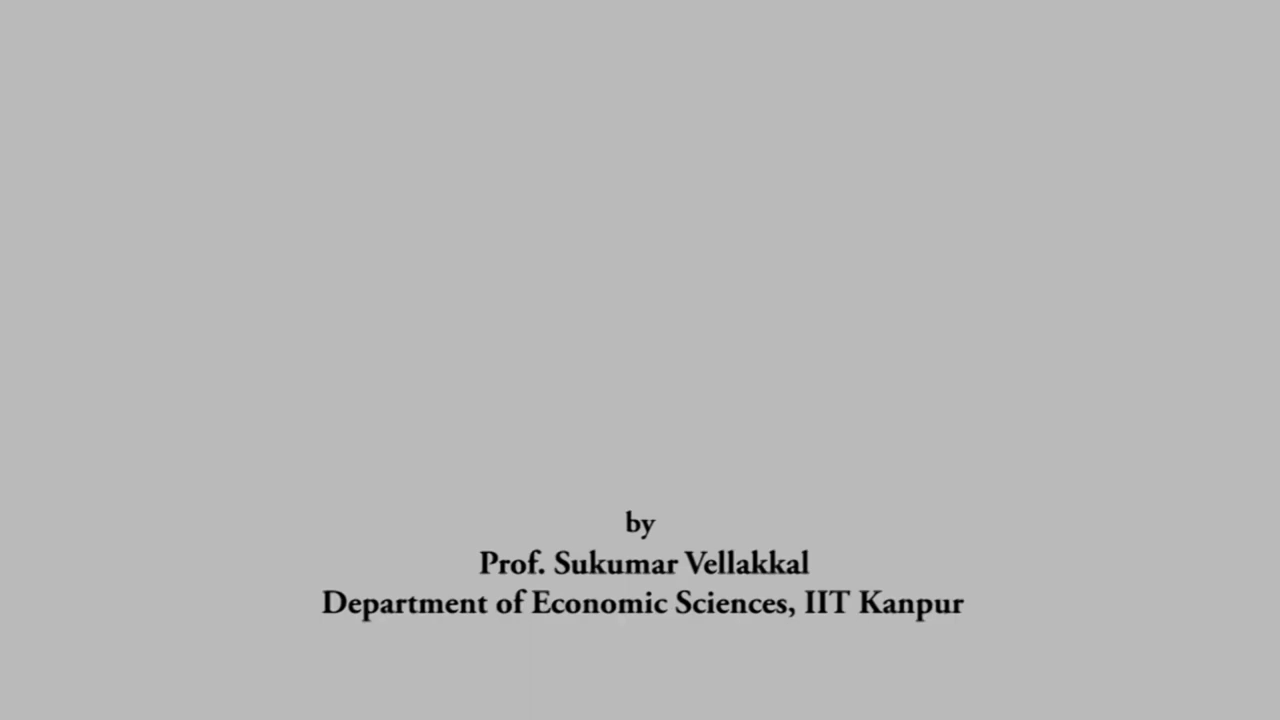 by
Prof. Sukumar Vellakkal
Department of Economic Sciences, IIT Kanpur